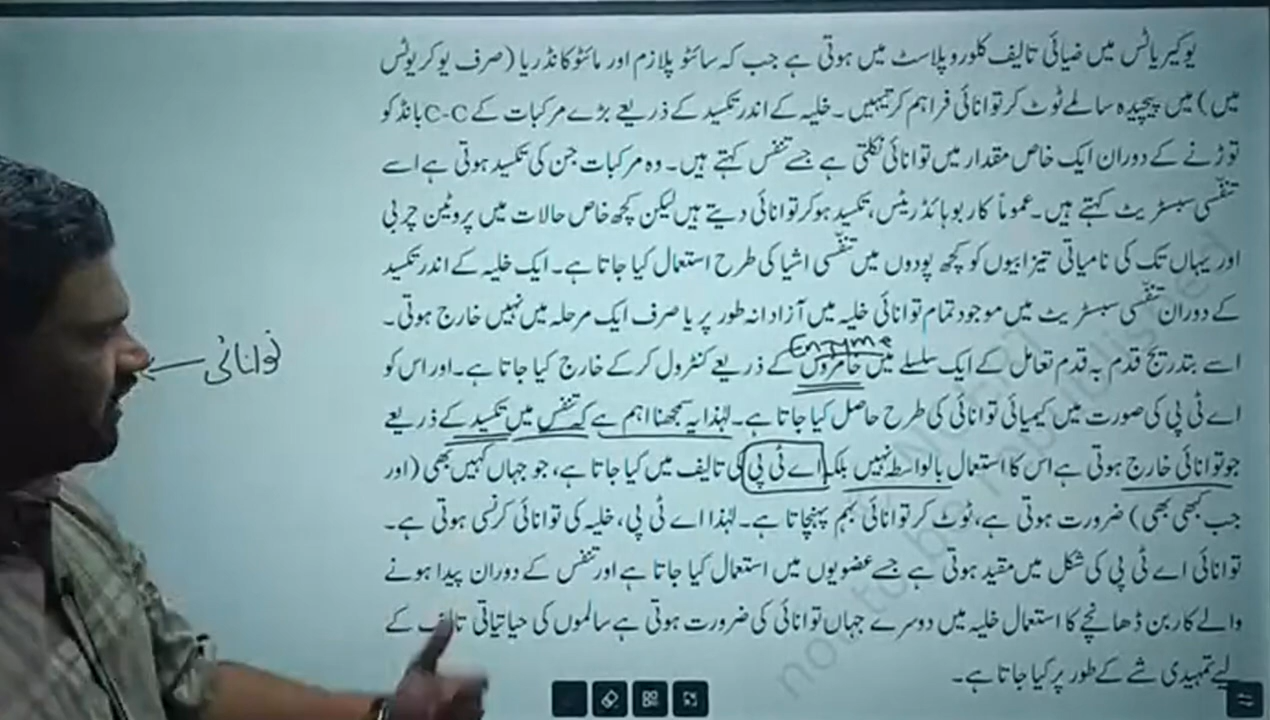 یوکیریاٹس میں ضیائی تالیف کلوروپلاسٹ میں ہوتی ہے جب کہ سائٹوپلازم اور مائٹوکانڈریا (صرف یوکریوٹس
میں) میں پیچیدہ سالمے ٹوٹ کر توانائی فراہم کرتیہیں۔ خلیہ کے اندر تکسید کے ذریعے بڑے مرکبات کے C-C بانڈ کو
توڑنے کے دوران ایک خاص مقدار میں توانائی نکلتی ہے جسے تنفس کہتے ہیں۔ وہ مرکبات جن کی تکسید ہوتی ہے اسے
تنفّسی سبسٹریٹ کہتے ہیں۔ عموماً کاربوہائڈریٹس، تکسید ہو کر توانائی دیتے ہیں لیکن کچھ خاص حالات میں پروٹین چربی
اور یہاں تک کی نامیاتی تیزابیوں کو کچھ پودوں میں تنفّسی اشیا کی طرح استعمال کیا جاتا ہے۔ ایک خلیہ کے اندر تکسید
کے دوران تنفّسی سبسٹریٹ میں موجود تمام توانائی خلیہ میں آزادانہ طور پر یا صرف ایک مرحلہ میں نہیں خارج ہوتی۔
Enzyme
اسے بتدریج قدم بہ قدم تعامل کے ایک سلسلے میں خامروں کے ذریعے کنٹرول کر کے خارج کیا جاتا ہے۔ اور اس کو
توانائی
اے ٹی پی کی صورت میں کیمیائی توانائی کی طرح حاصل کیا جاتا ہے۔ لہٰذا یہ سمجھنا اہم ہے کہ تنفس میں تکسید کے ذریعے
جو توانائی خارج ہوتی ہے اس کا استعمال بالواسطہ نہیں بلکہ اے ٹی پی کی تالیف میں کیا جاتا ہے، جو جہاں کہیں بھی (اور
جب کبھی بھی) ضرورت ہوتی ہے، ٹوٹ کر توانائی بہم پہنچاتا ہے۔ لہٰذا اے ٹی پی، خلیہ کی توانائی کرنسی ہوتی ہے۔
توانائی اے ٹی پی کی شکل میں مقید ہوتی ہے جسے عضویوں میں استعمال کیا جاتا ہے اور تنفس کے دوران پیدا ہونے
والے کاربن ڈھانچے کا استعمال خلیہ میں دوسرے جہاں توانائی کی ضرورت ہوتی ہے سالموں کی حیاتیاتی تالیف کے
لیے تمہیدی شے کے طور پر کیا جاتا ہے۔
not to be republished